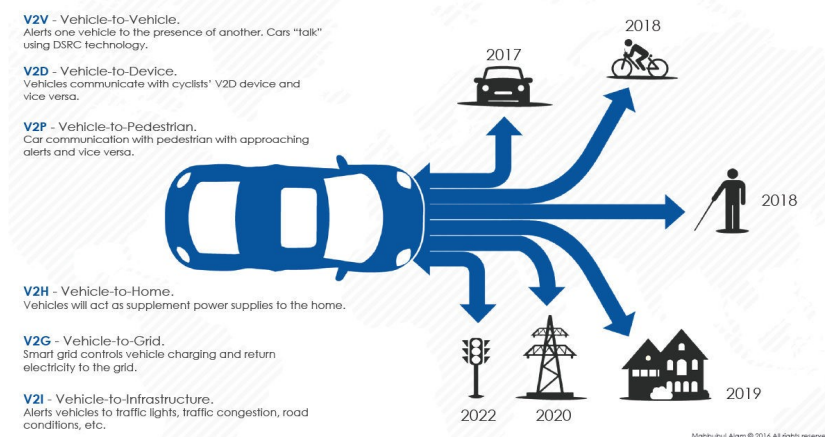 V2V - Vehicle-to-Vehicle.
Alerts one vehicle to the presence of another. Cars “talk”
using DSRC technology.
V2D - Vehicle-to-Device.
Vehicles communicate with cyclists’ V2D device and
vice versa.
V2P - Vehicle-to-Pedestrian.
Car communication with pedestrian with approaching
alerts and vice versa.
V2H - Vehicle-to-Home.
Vehicles will act as supplement power supplies to the home.
V2G - Vehicle-to-Grid.
Smart grid controls vehicle charging and return
electricity to the grid.
V2I - Vehicle-to-Infrastructure.
Alerts vehicles to traffic lights, traffic congestion, road
conditions, etc.
2017
2018
2018
2019
2022
2020
Mahbubul Alam © 2016 All rights reserve